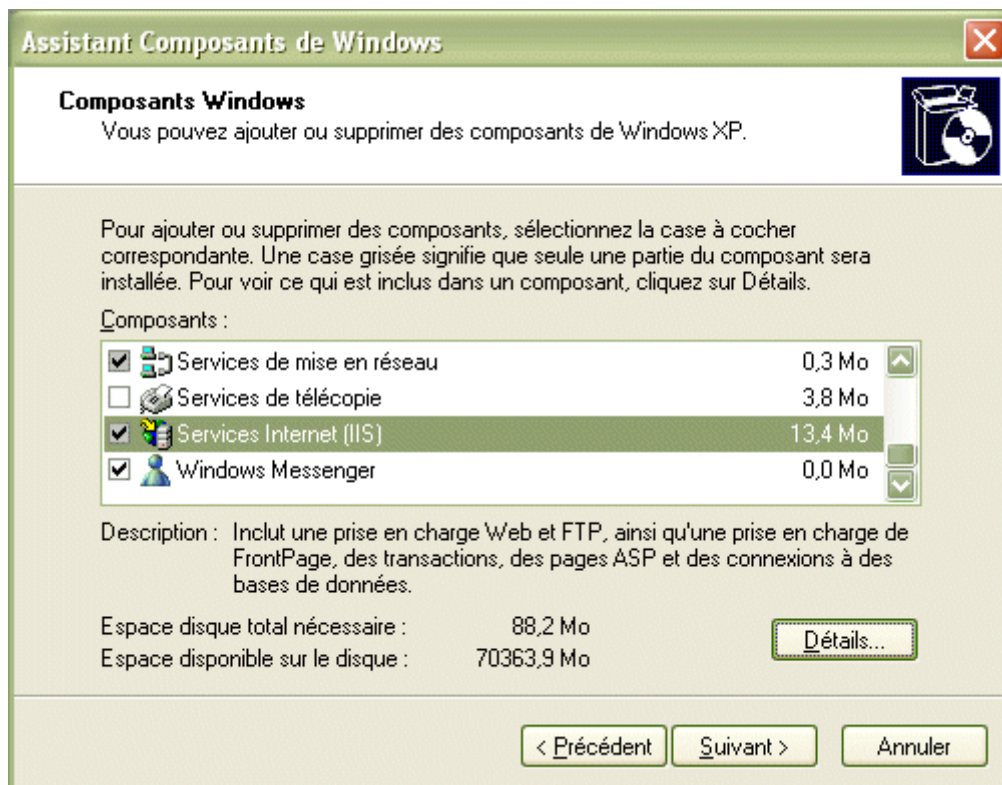 Assistant Composants de Windows
Composants Windows
Vous pouvez ajouter ou supprimer des composants de Windows XP.
Pour ajouter ou supprimer des composants, sélectionnez la case à cocher
correspondante. Une case grisée signifie que seule une partie du composant sera
installée. Pour voir ce qui est inclus dans un composant, cliquez sur Détails.
Composants :
Services de mise en réseau 0,3 Mo
Services de télécopie 3,8 Mo
Services Internet (IIS) 13,4 Mo
Windows Messenger 0,0 Mo
Description : Inclut une prise en charge Web et FTP, ainsi qu'une prise en charge de
FrontPage, des transactions, des pages ASP et des connexions à des
bases de données.
Espace disque total nécessaire : 88,2 Mo
Espace disponible sur le disque : 70363,9 Mo
Détails...
< Précédent Suivant > Annuler